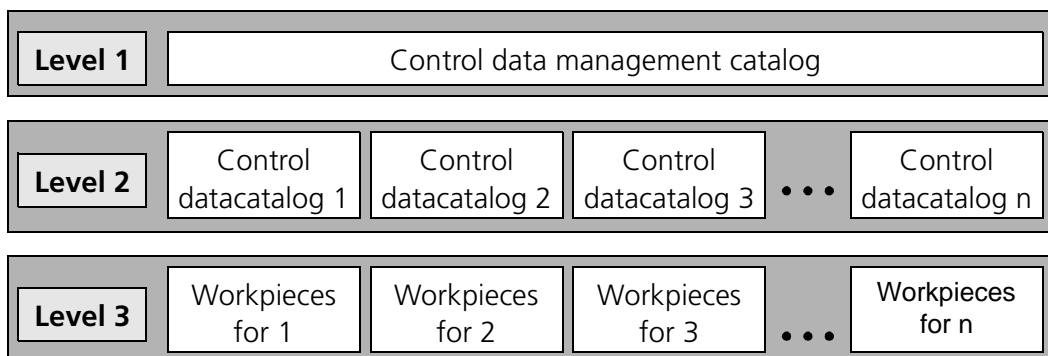 Level 1
Control data management catalog
Level 2
Control
datacatalog 1
Control
datacatalog 2
Control
datacatalog 3
•••
Control
datacatalog n
Level 3
Workpieces
for 1
Workpieces
for 2
Workpieces
for 3
•••
Workpieces
for n